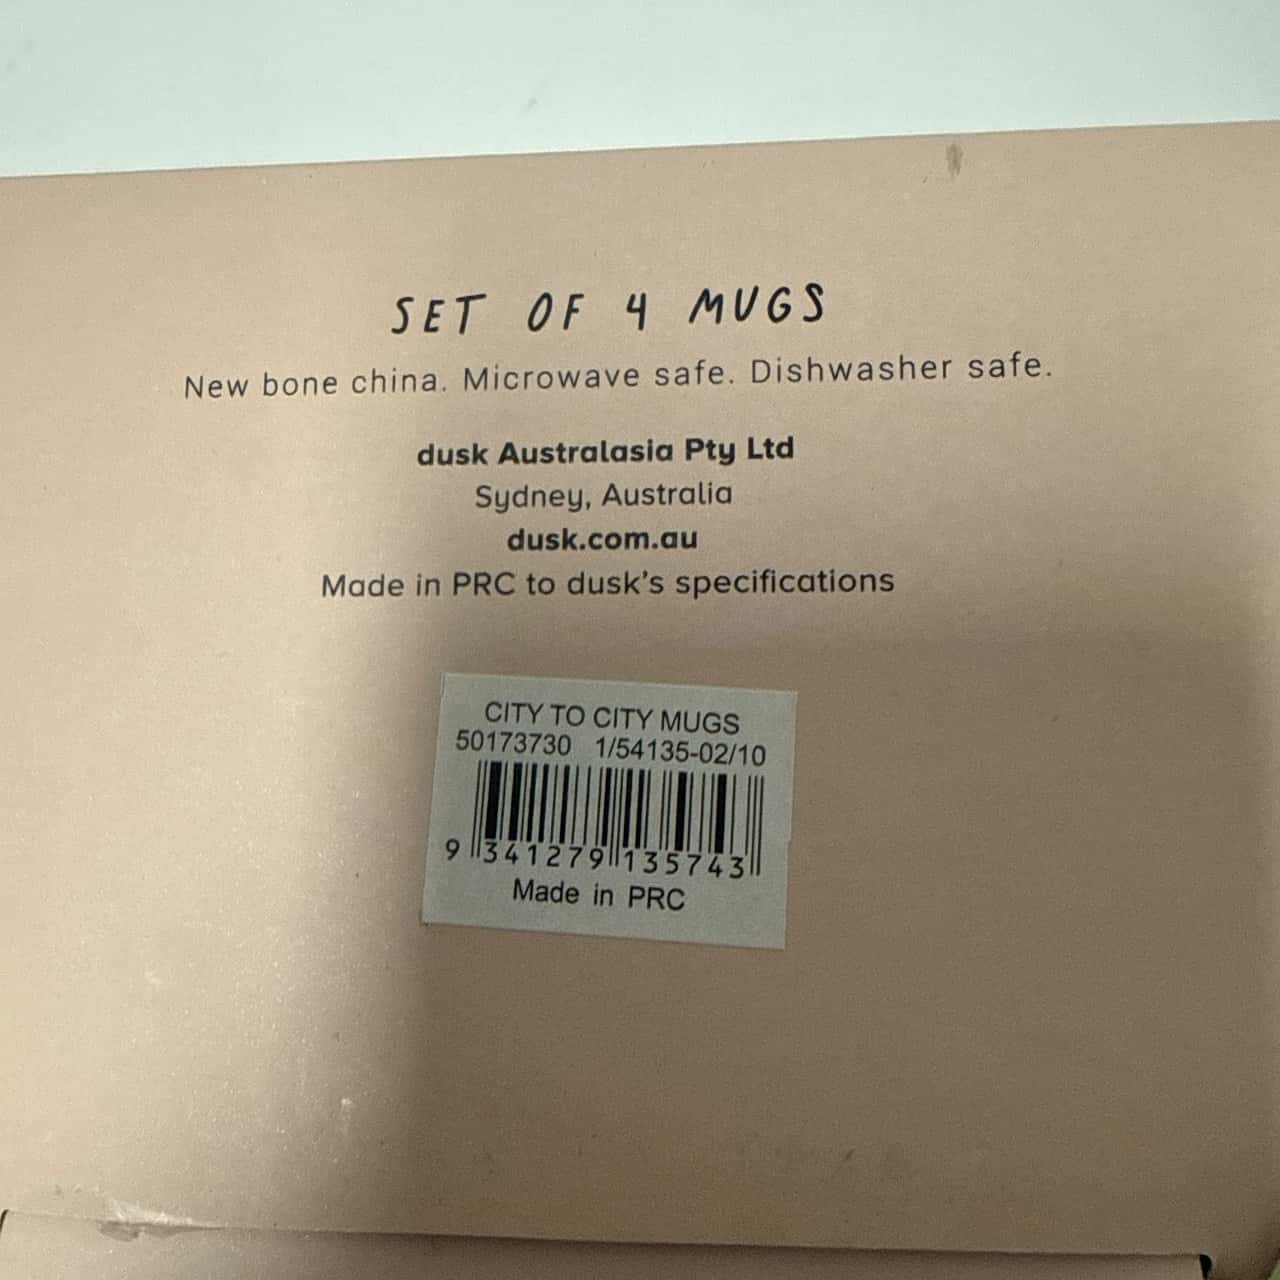 SET OF 4 MUGS
New bone china. Microwave safe. Dishwasher safe.
dusk Australasia Pty Ltd
Sydney, Australia
dusk.com.au
Made in PRC to dusk's specifications
CITY TO CITY MUGS
50173730 1/54135-02/10
9 341279 135743
Made in PRC